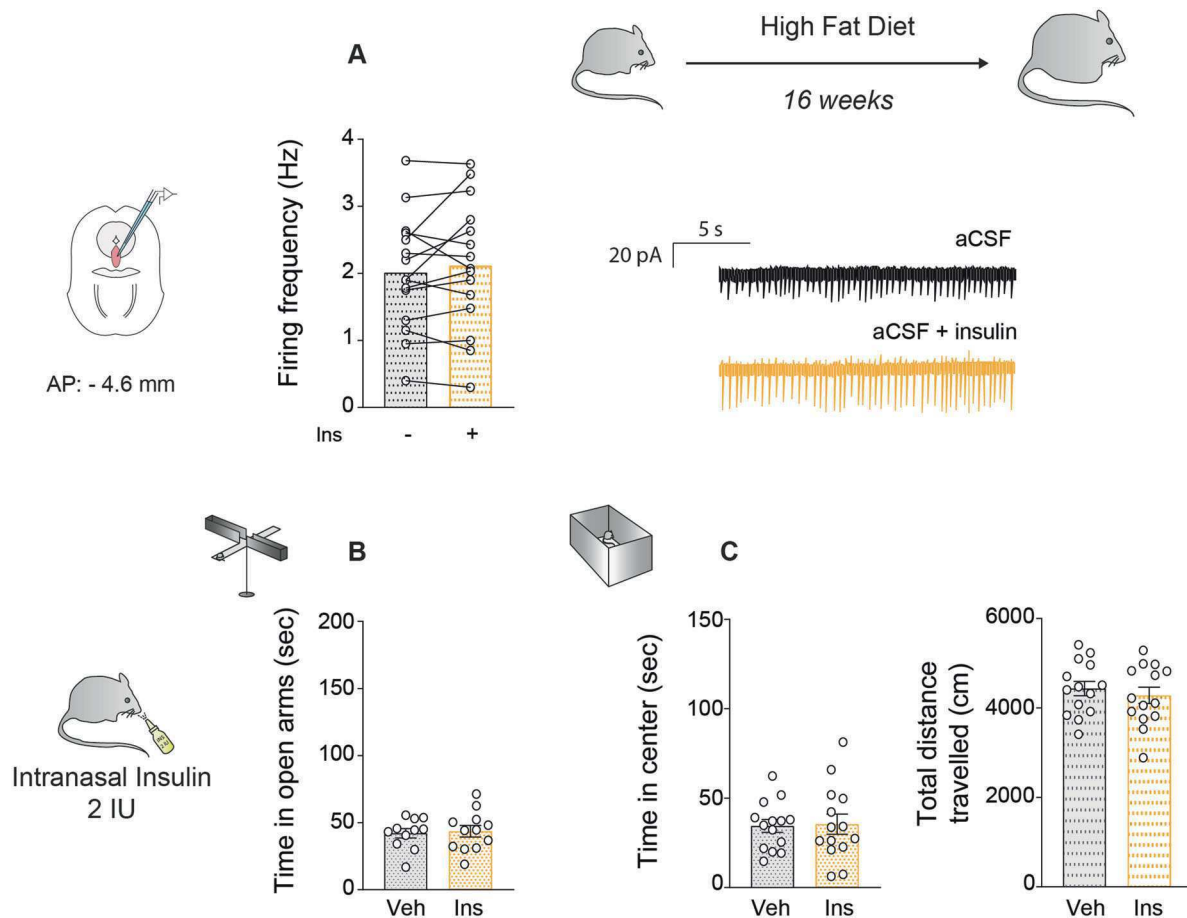 A
High Fat Diet
16 weeks
Firing frequency (Hz)
4
3
2
1
0
Ins
-
+
AP: - 4.6 mm
5 s
20 pA
aCSF
aCSF + insulin
B
Time in open arms (sec)
200
150
100
50
0
Veh Ins
Intranasal Insulin
2 IU
C
Time in center (sec)
150
100
50
0
Veh Ins
Total distance
travelled (cm)
6000
4000
2000
0
Veh Ins